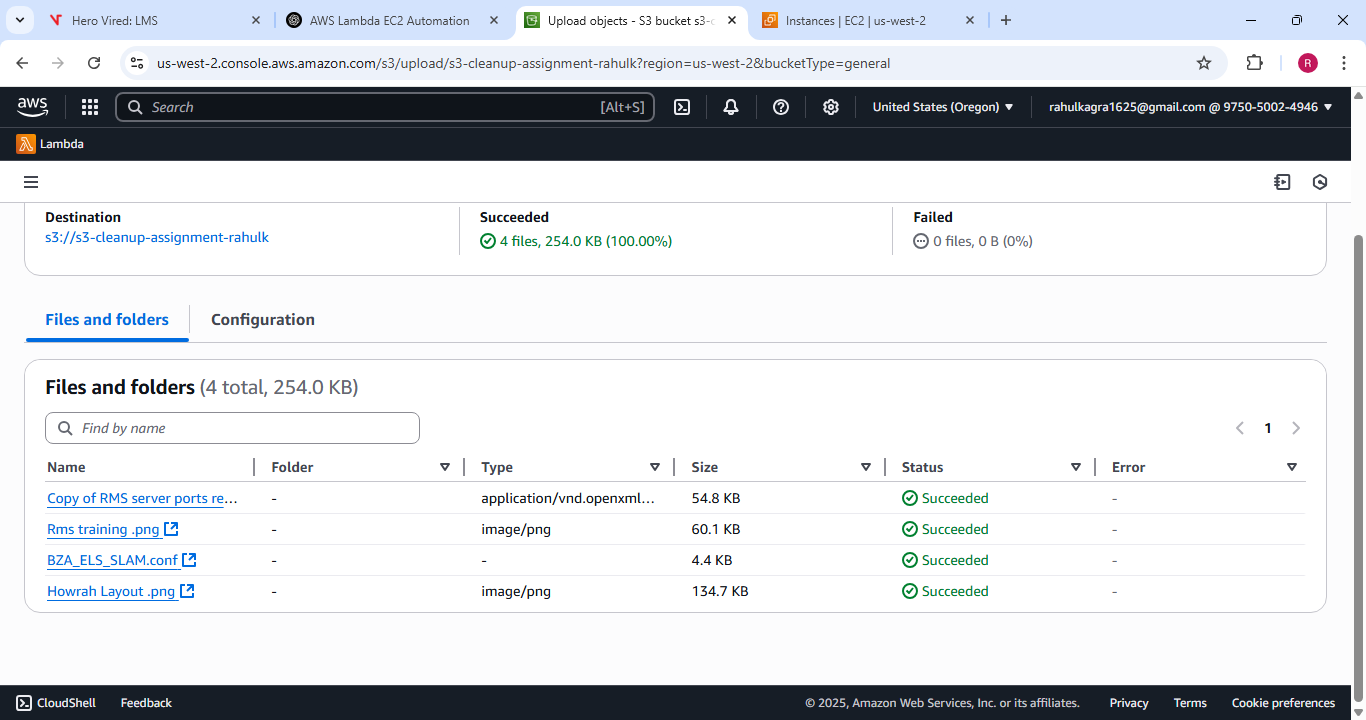 Hero Vired: LMS
AWS Lambda EC2 Automation
Upload objects - S3 bucket s3-c
Instances | EC2 | us-west-2
us-west-2.console.aws.amazon.com/s3/upload/s3-cleanup-assignment-rahulk?region=us-west-2&bucketType=general
R
aws
Search
[Alt+S]
United States (Oregon)
rahulkagra1625@gmail.com @ 9750-5002-4946
Lambda
Destination
s3://s3-cleanup-assignment-rahulk
Succeeded
4 files, 254.0 KB (100.00%)
Failed
0 files, 0 B (0%)
Files and folders
Configuration
Files and folders (4 total, 254.0 KB)
Find by name
1
Name Folder Type Size Status Error
Copy of RMS server ports re... - application/vnd.openxml... 54.8 KB Succeeded -
Rms training .png - image/png 60.1 KB Succeeded -
BZA_ELS_SLAM.conf - - 4.4 KB Succeeded -
Howrah Layout .png - image/png 134.7 KB Succeeded -
CloudShell
Feedback
© 2025, Amazon Web Services, Inc. or its affiliates.
Privacy
Terms
Cookie preferences